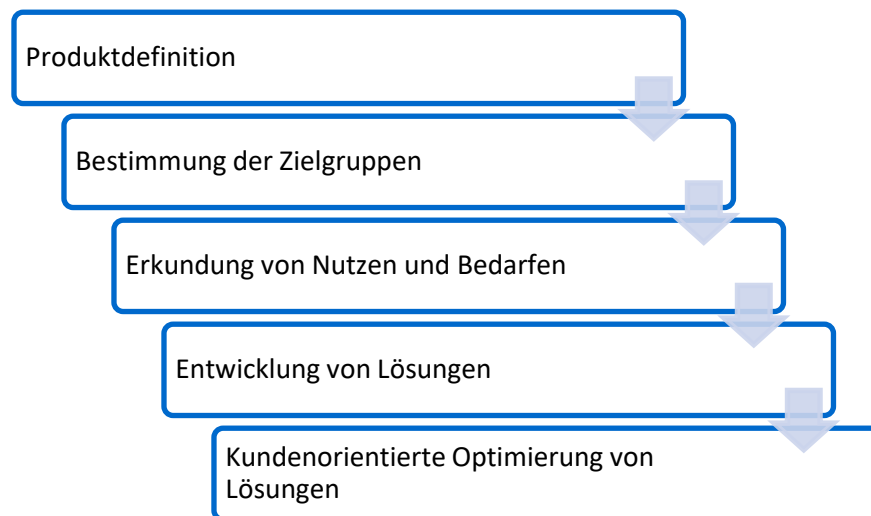 Produktdefinition
Bestimmung der Zielgruppen
Erkundung von Nutzen und Bedarfen
Entwicklung von Lösungen
Kundenorientierte Optimierung von
Lösungen